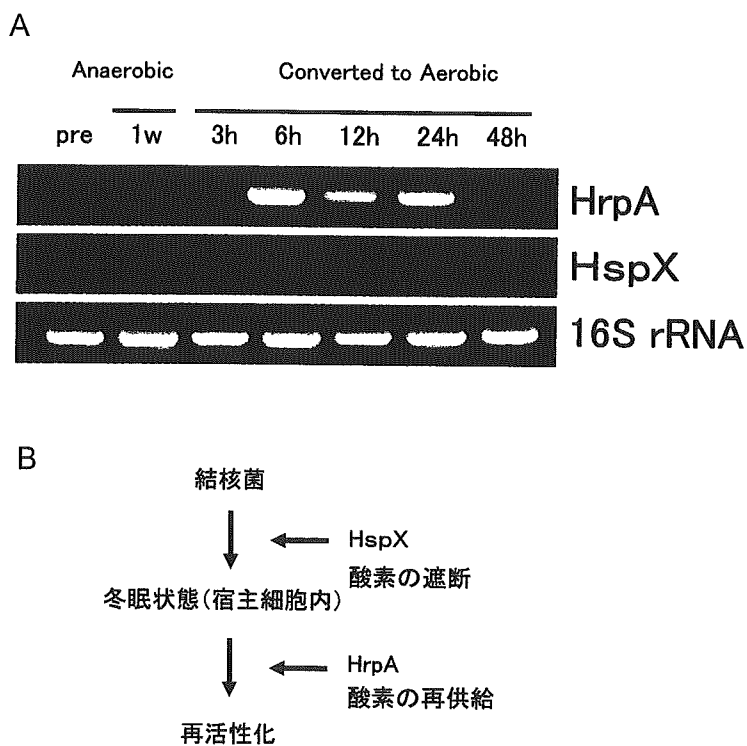 A
Anaerobic
Converted to Aerobic
pre 1w 3h 6h 12h 24h 48h
HrpA
HspX
16S rRNA
B
結核菌
HspX
酸素の遮断
冬眠状態(宿主細胞内)
HrpA
酸素の再供給
再活性化